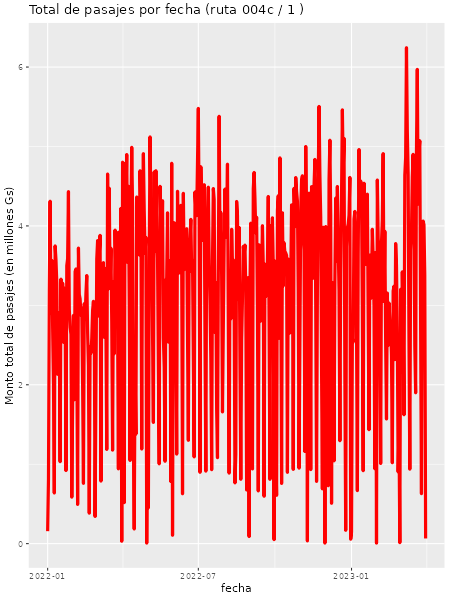 Total de pasajes por fecha (ruta 004c / 1 )
Monto total de pasajes (en millones Gs)
6
4
2
0
2022-01 2022-07 2023-01
fecha